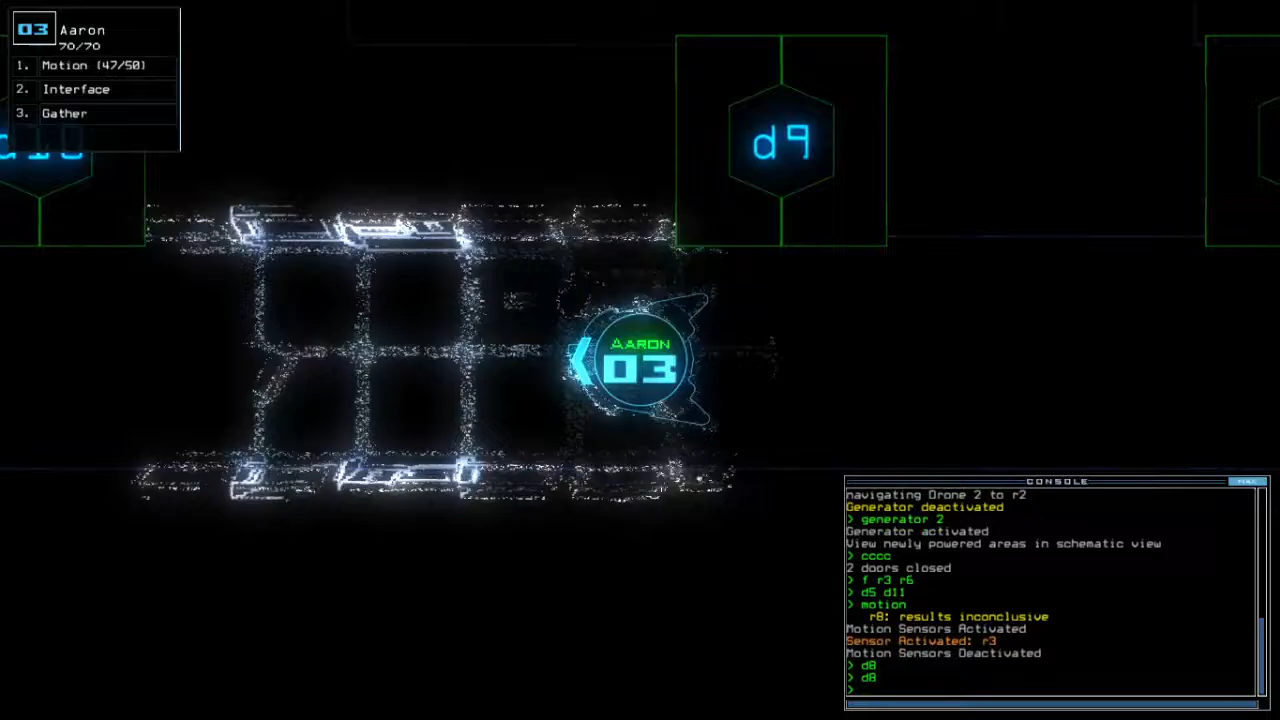 03 Aaron
70/70
1. Motion (47/50)
2. Interface
3. Gather
d9
AARON
03
CONSOLE
navigating Drone 2 to r2
Generator deactivated
> generator 2
Generator activated
View newly powered areas in schematic view
> cccc
2 doors closed
> f r3 r6
> d5 d11
> motion
r8: results inconclusive
Motion Sensors Activated
Sensor Activated: r3
Motion Sensors Deactivated
> d8
> d8
>